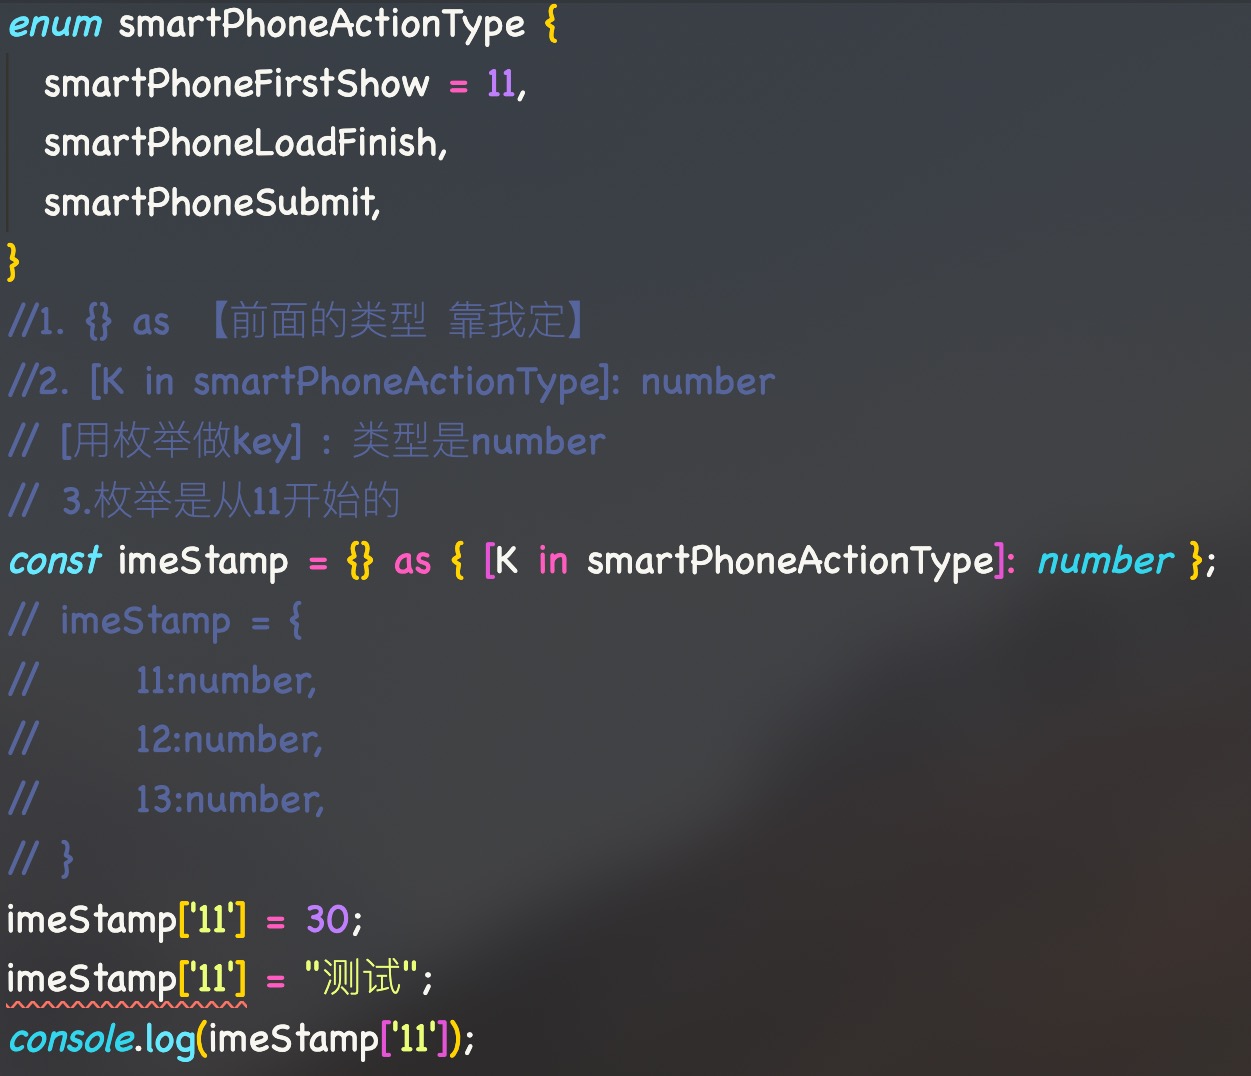 enum smartPhoneActionType {
smartPhoneFirstShow = 11,
smartPhoneLoadFinish,
smartPhoneSubmit,
}
//1. {} as 【前面的类型 靠我定】
//2. [K in smartPhoneActionType]: number
// [用枚举做key] : 类型是number
// 3.枚举是从11开始的
const imeStamp = {} as { [K in smartPhoneActionType]: number };
// imeStamp = {
// 11:number,
// 12:number,
// 13:number,
// }
imeStamp['11'] = 30;
imeStamp['11'] = "测试";
console.log(imeStamp['11']);